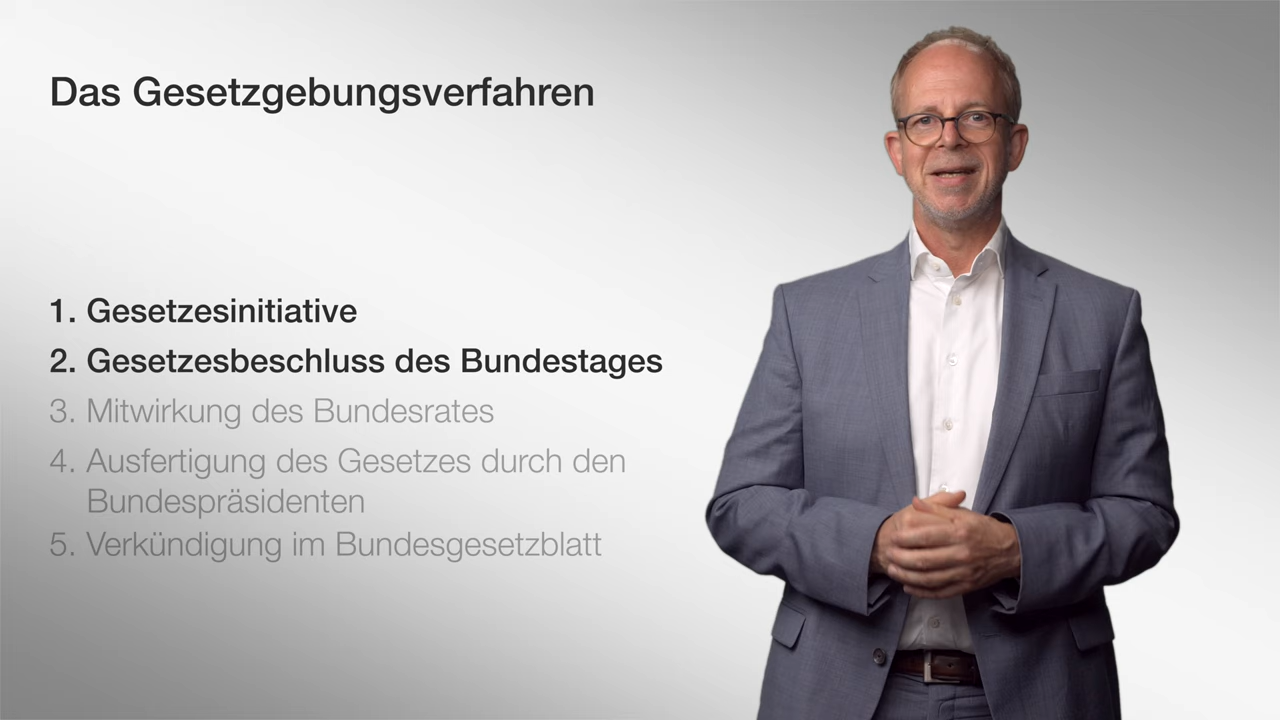 Das Gesetzgebungsverfahren
1. Gesetzesinitiative
2. Gesetzesbeschluss des Bundestages
3. Mitwirkung des Bundesrates
4. Ausfertigung des Gesetzes durch den
Bundespräsidenten
5. Verkündigung im Bundesgesetzblatt